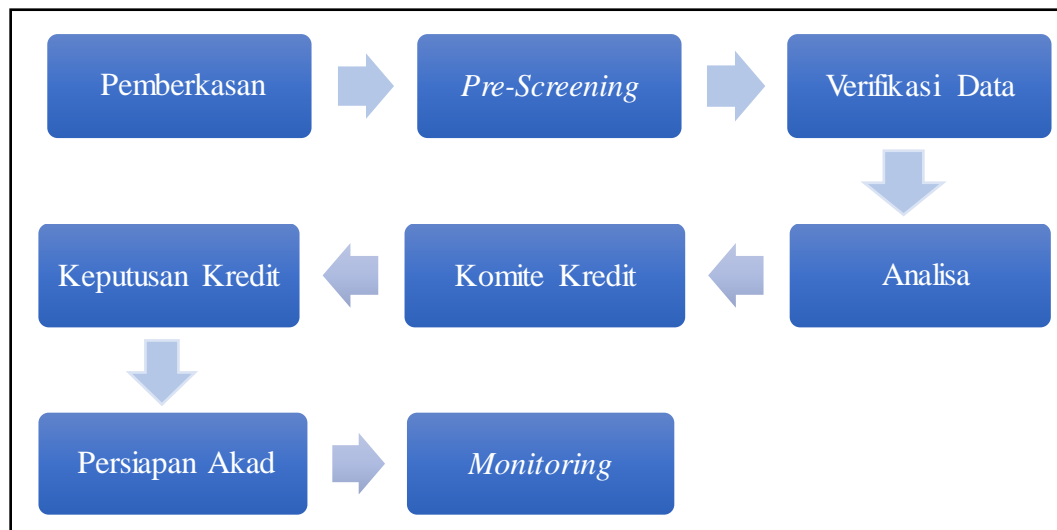 Pemberkasan
Pre-Screening
Verifikasi Data
Analisa
Komite Kredit
Keputusan Kredit
Persiapan Akad
Monitoring